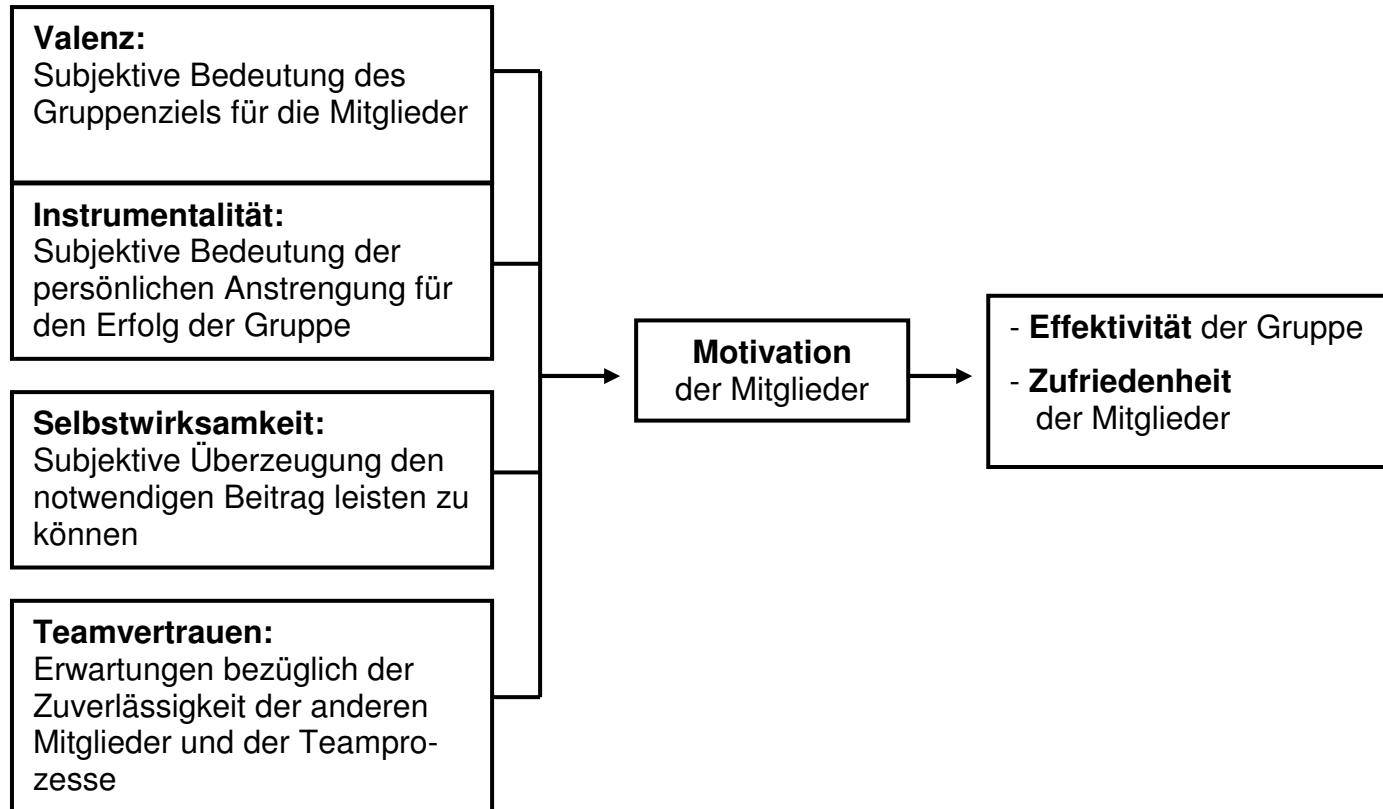 Valenz:
Subjektive Bedeutung des
Gruppenziels für die Mitglieder
Instrumentalität:
Subjektive Bedeutung der
persönlichen Anstrengung für
den Erfolg der Gruppe
Selbstwirksamkeit:
Subjektive Überzeugung den
notwendigen Beitrag leisten zu
können
Teamvertrauen:
Erwartungen bezüglich der
Zuverlässigkeit der anderen
Mitglieder und der Teampro-
zesse
Motivation
der Mitglieder
- Effektivität der Gruppe
- Zufriedenheit
der Mitglieder